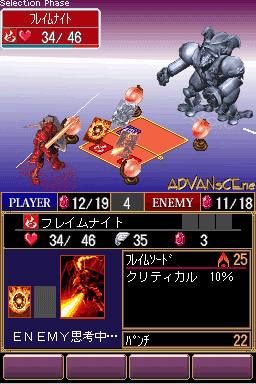 Selection Phase
フレイムナイト
34/ 46
ADVANsCEne
PLAYER 12/19 4 ENEMY 11/18
フレイムナイト
34/ 46 35 3
フレイムソード 25
クリティカル 10%
ENEMY思考中…
パンチ 22